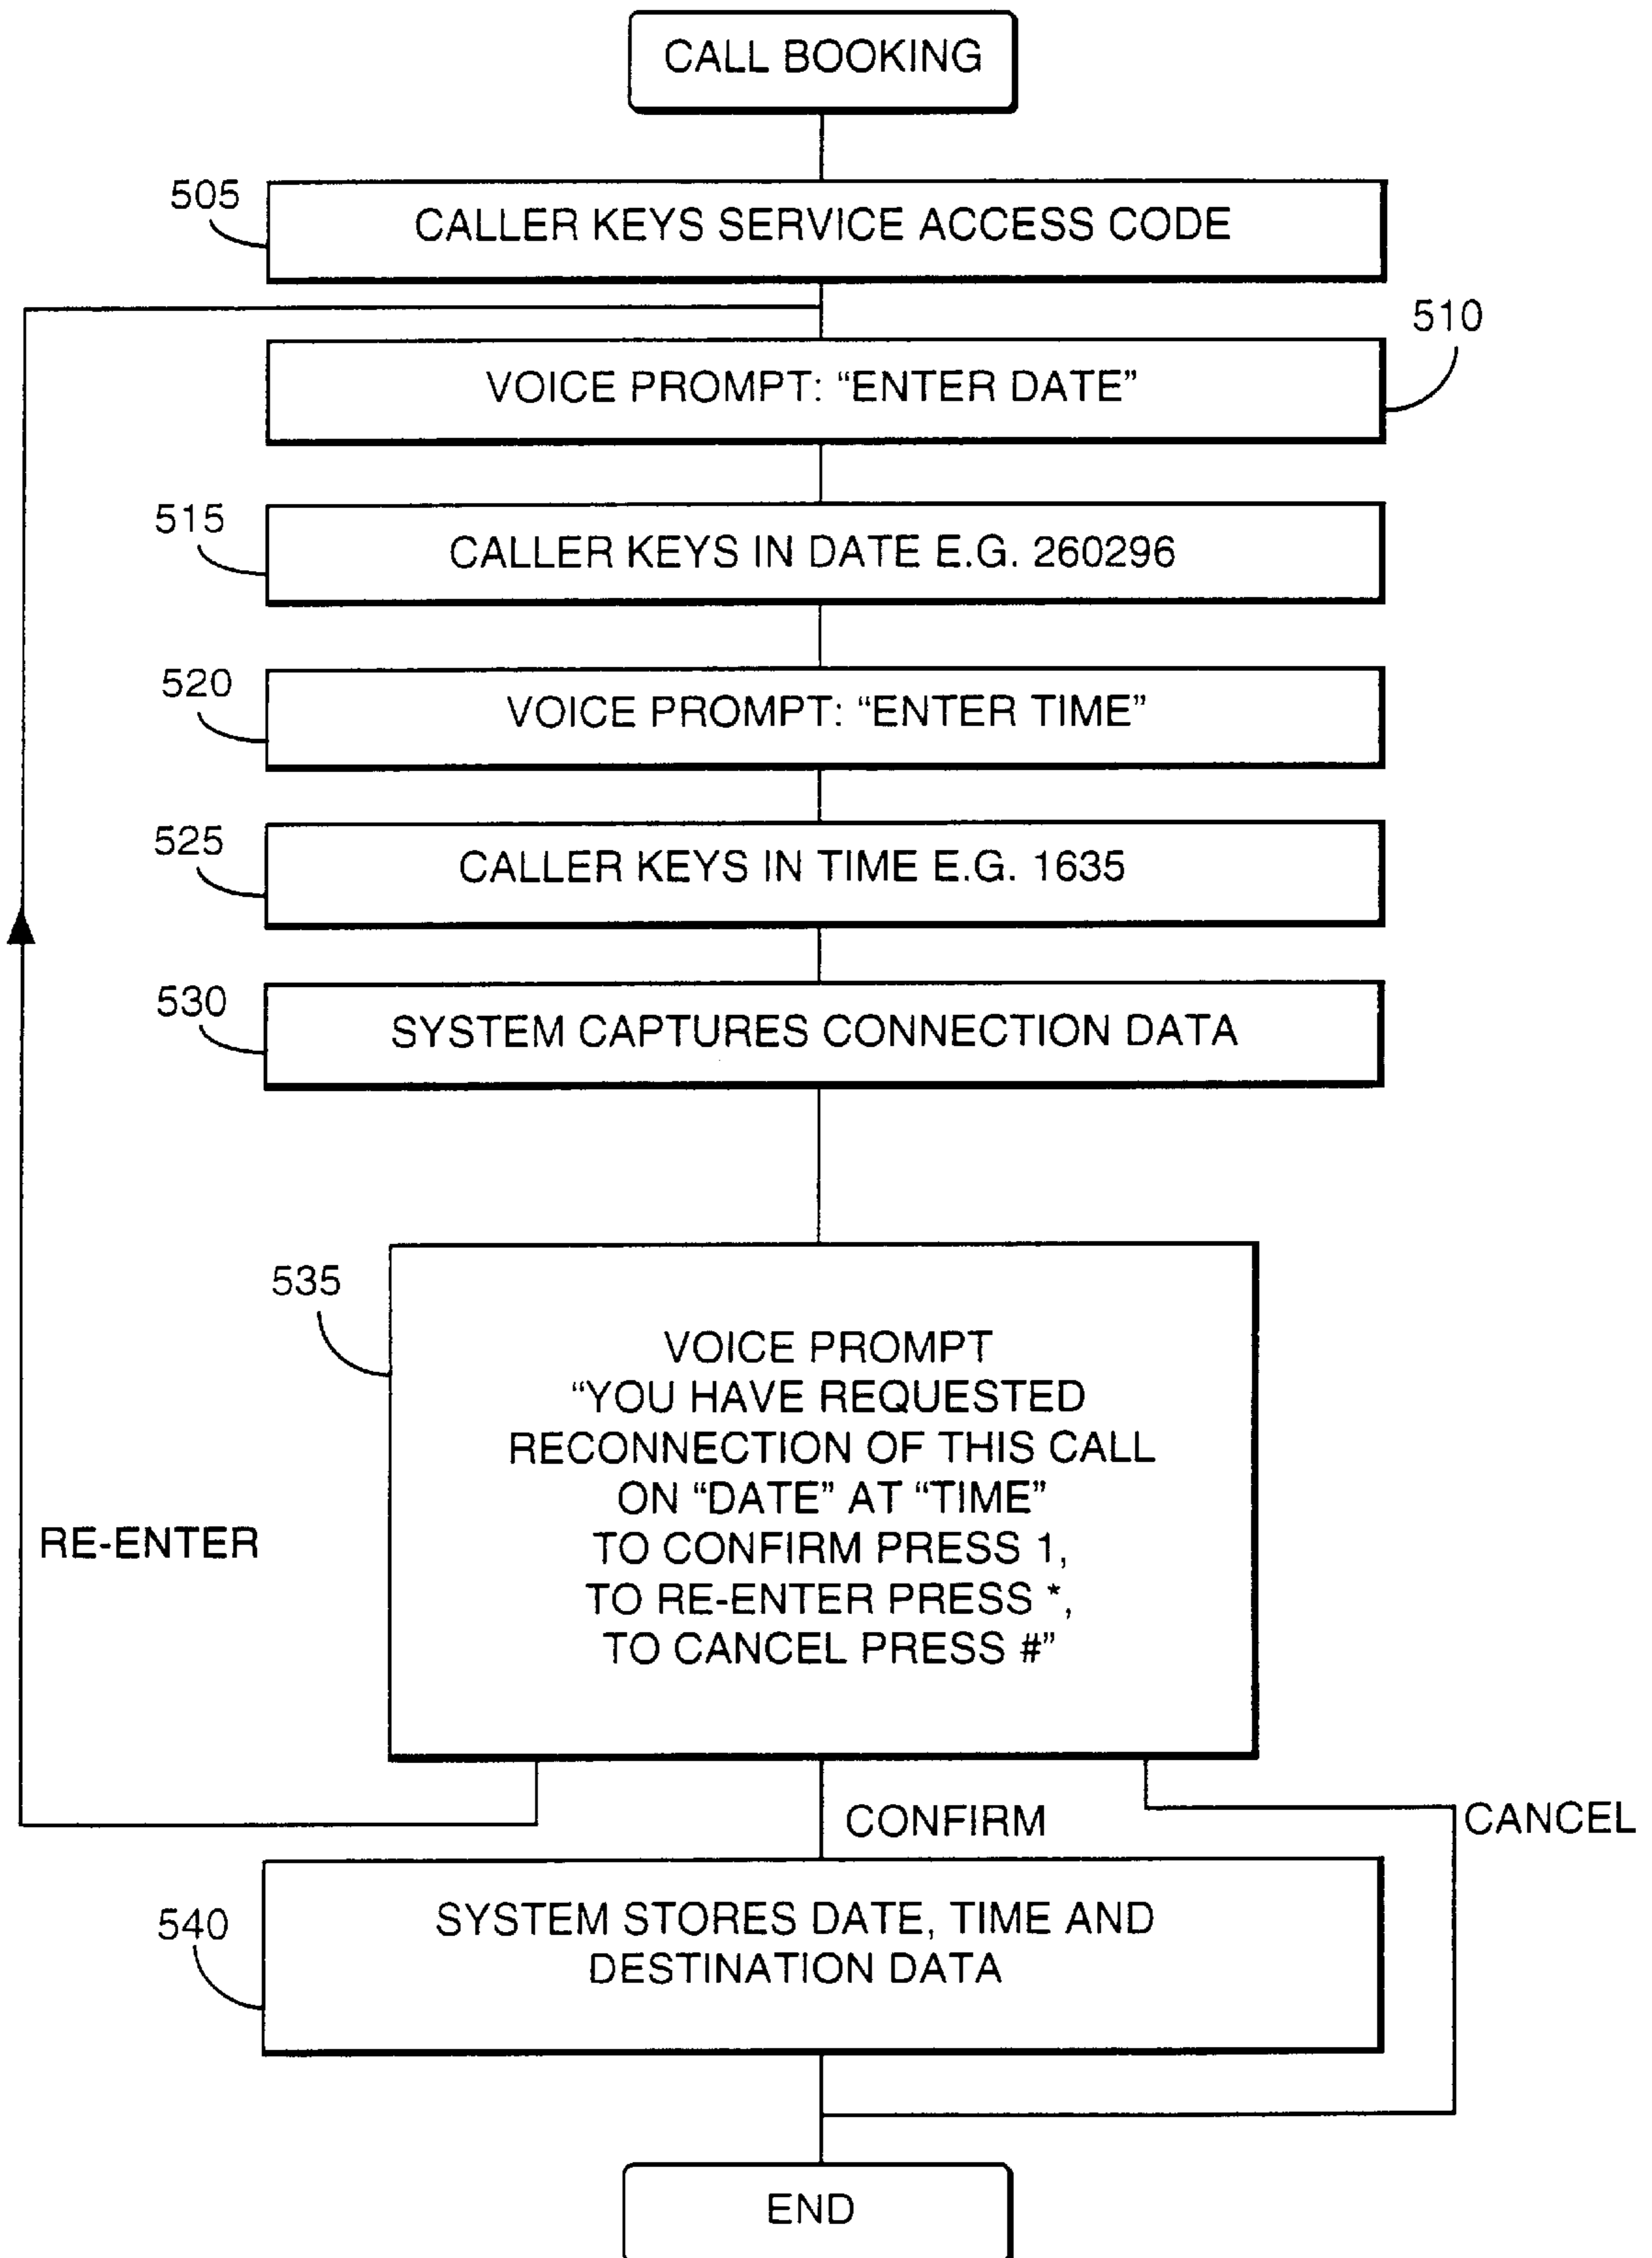 CALL BOOKING
505
CALLER KEYS SERVICE ACCESS CODE
510
VOICE PROMPT: “ENTER DATE”
515
CALLER KEYS IN DATE E.G. 260296
520
VOICE PROMPT: “ENTER TIME”
525
CALLER KEYS IN TIME E.G. 1635
530
SYSTEM CAPTURES CONNECTION DATA
535
VOICE PROMPT
“YOU HAVE REQUESTED
RECONNECTION OF THIS CALL
ON “DATE” AT “TIME”
TO CONFIRM PRESS 1,
TO RE-ENTER PRESS *,
TO CANCEL PRESS #”
RE-ENTER
CONFIRM
CANCEL
540
SYSTEM STORES DATE, TIME AND
DESTINATION DATA
END